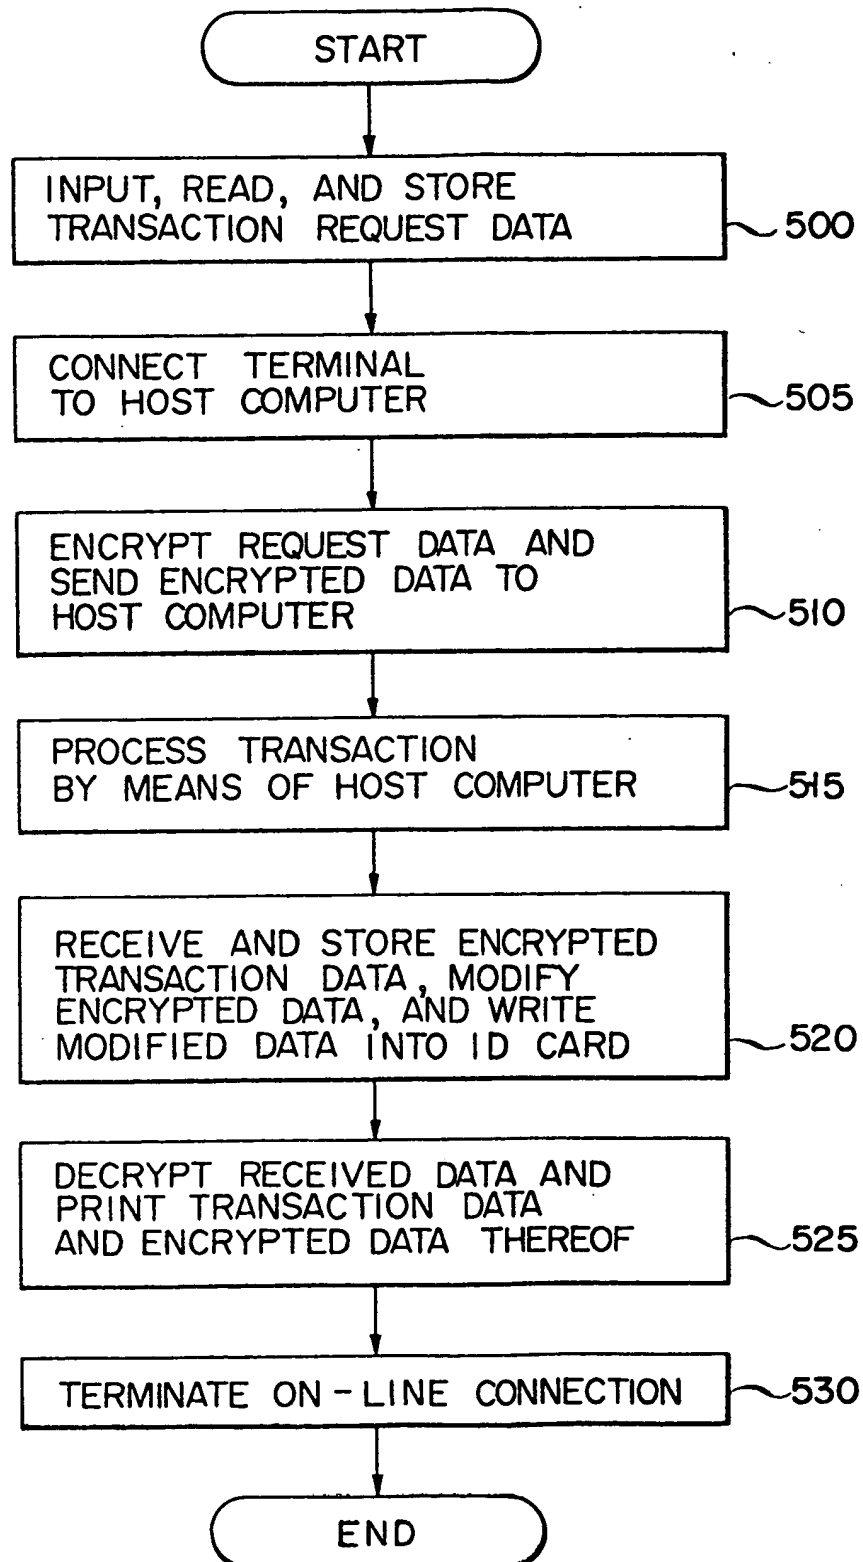 START
INPUT, READ, AND STORE
TRANSACTION REQUEST DATA
500
CONNECT TERMINAL
TO HOST COMPUTER
505
ENCRYPT REQUEST DATA AND
SEND ENCRYPTED DATA TO
HOST COMPUTER
510
PROCESS TRANSACTION
BY MEANS OF HOST COMPUTER
515
RECEIVE AND STORE ENCRYPTED
TRANSACTION DATA, MODIFY
ENCRYPTED DATA, AND WRITE
MODIFIED DATA INTO ID CARD
520
DECRYPT RECEIVED DATA AND
PRINT TRANSACTION DATA
AND ENCRYPTED DATA THEREOF
525
TERMINATE ON-LINE CONNECTION
530
END